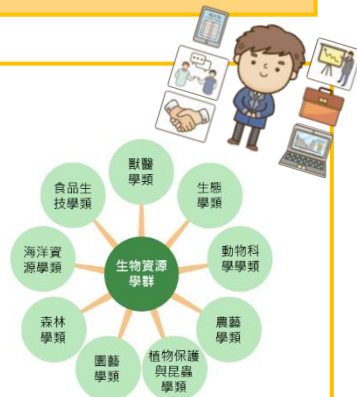 獸醫
學類
生態
學類
動物科
學學類
農藝
學類
植物保護
與昆蟲
學類
園藝
學類
森林
學類
海洋資
源學類
食品生
技學類
生物資源
學群